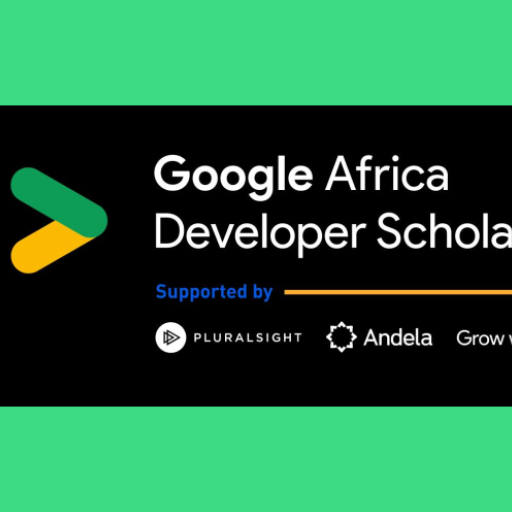 Google Africa
Developer Schola
Supported by
PLURALSIGHT Andela Grow